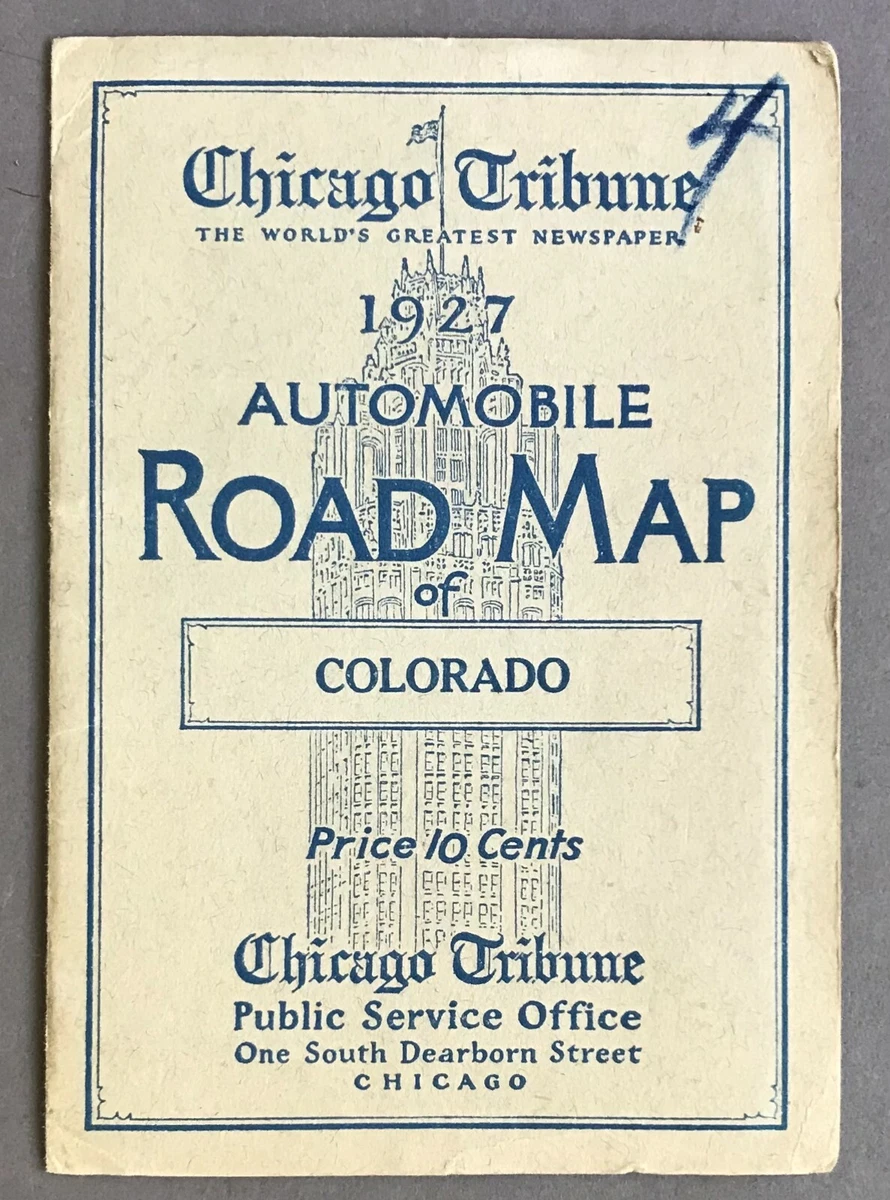 4
Chicago Tribune
THE WORLD'S GREATEST NEWSPAPER
1927
AUTOMOBILE
ROAD MAP
of
COLORADO
Price 10 Cents
Chicago Tribune
Public Service Office
One South Dearborn Street
CHICAGO